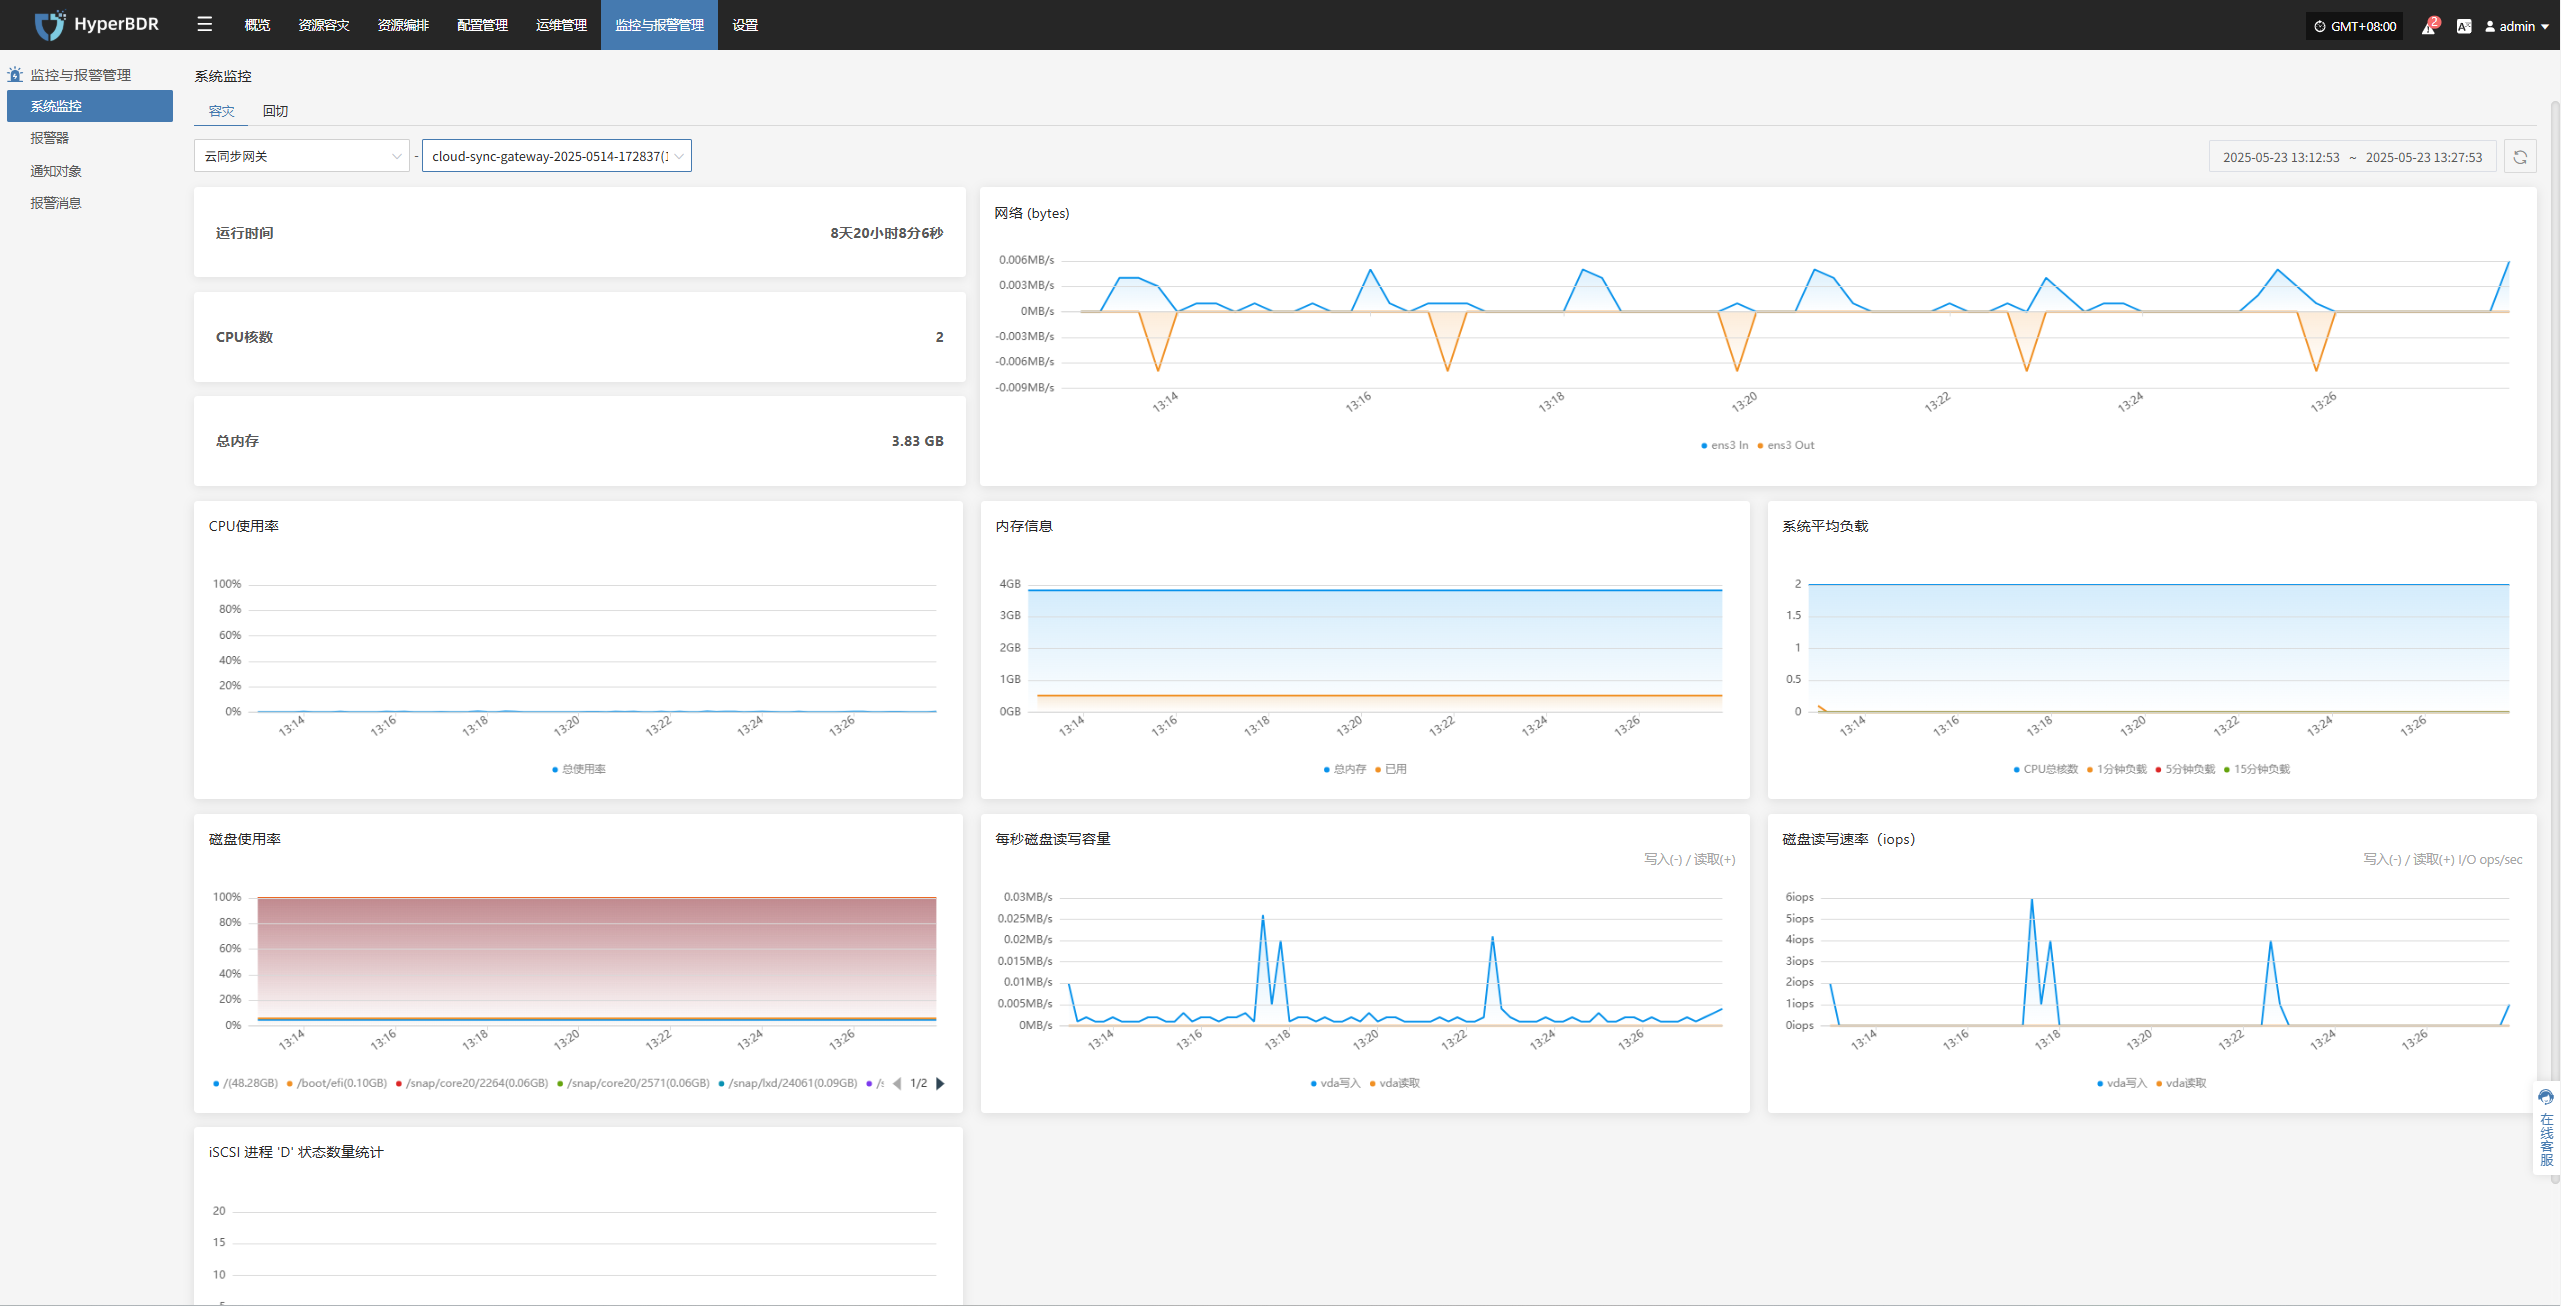 HyperBDR 概览 资源容灾 资源编排 配置管理 运维管理 监控与报警管理 设置 GMT+08:00 2 admin
监控与报警管理
系统监控
报警器
通知对象
报警消息
系统监控
容灾 回切
云同步网关 - cloud-sync-gateway-2025-0514-172837(1 2025-05-23 13:12:53 ~ 2025-05-23 13:27:53
运行时间 8天20小时8分6秒
CPU核数 2
总内存 3.83 GB
网络 (bytes)
0.006MB/s
0.003MB/s
0MB/s
-0.003MB/s
-0.006MB/s
-0.009MB/s
13:14 13:16 13:18 13:20 13:22 13:24 13:26
ens3 In ens3 Out
CPU使用率
100%
80%
60%
40%
20%
0%
13:14 13:16 13:18 13:20 13:22 13:24 13:26
总使用率
内存信息
4GB
3GB
2GB
1GB
0GB
13:14 13:16 13:18 13:20 13:22 13:24 13:26
总内存 已用
系统平均负载
2
1.5
1
0.5
0
13:14 13:16 13:18 13:20 13:22 13:24 13:26
CPU总核数 1分钟负载 5分钟负载 15分钟负载
磁盘使用率
100%
80%
60%
40%
20%
0%
13:14 13:16 13:18 13:20 13:22 13:24 13:26
/(48.28GB) /boot/efi(0.10GB) /snap/core20/2264(0.06GB) /snap/core20/2571(0.06GB) /snap/lxd/24061(0.09GB) /s 1/2
每秒磁盘读写容量
写入(-) / 读取(+)
0.03MB/s
0.025MB/s
0.02MB/s
0.015MB/s
0.01MB/s
0.005MB/s
0MB/s
13:14 13:16 13:18 13:20 13:22 13:24 13:26
vda写入 vda读取
磁盘读写速率（iops）
写入(-) / 读取(+) I/O ops/sec
6iops
5iops
4iops
3iops
2iops
1iops
0iops
13:14 13:16 13:18 13:20 13:22 13:24 13:26
vda写入 vda读取
iSCSI 进程 'D' 状态数量统计
20
15
10
在线客服